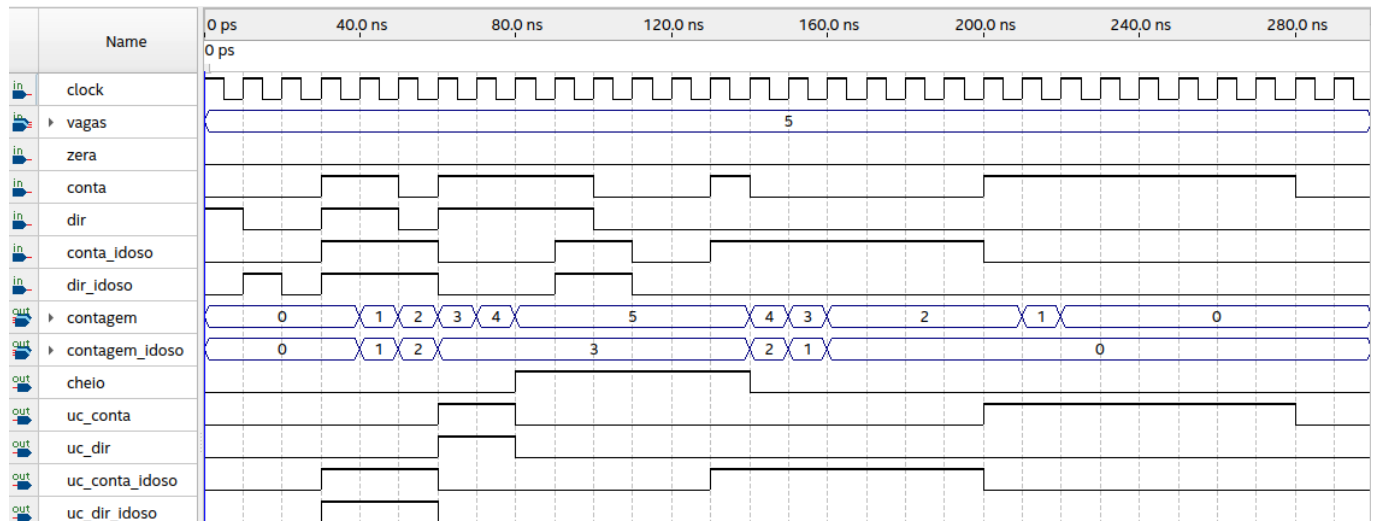 Name
0 ps 40.0 ns 80.0 ns 120.0 ns 160.0 ns 200.0 ns 240.0 ns 280.0 ns
0 ps
in clock
in vagas 5
in zera
in conta
in dir
in conta_idoso
in dir_idoso
out contagem 0 1 2 3 4 5 4 3 2 1 0
out contagem_idoso 0 1 2 3 2 1 0
out cheio
out uc_conta
out uc_dir
out uc_conta_idoso
out uc_dir_idoso